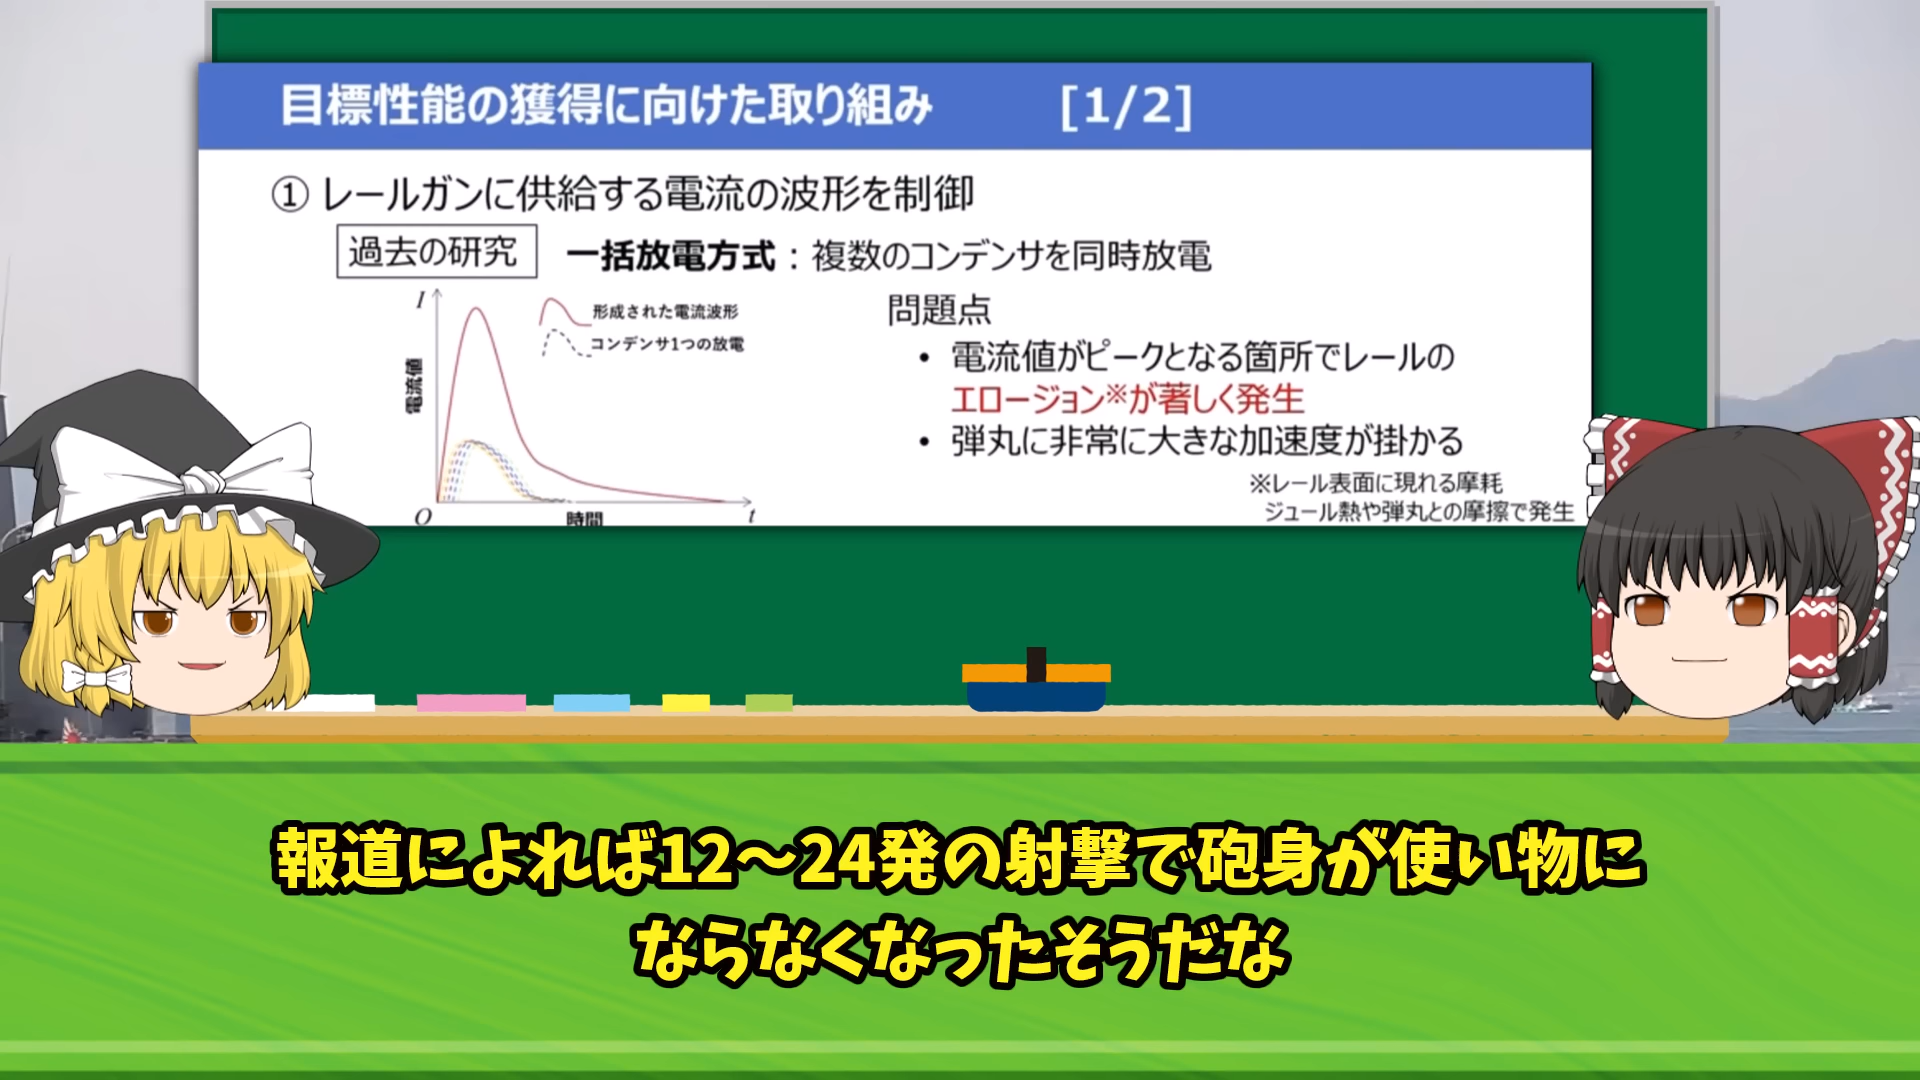 目標性能の獲得に向けた取り組み [1/2]
① レールガンに供給する電流の波形を制御
過去の研究
一括放電方式：複数のコンデンサを同時放電
I
電流値
形成された電流波形
コンデンサ1つの放電
O
時間
t
問題点
• 電流値がピークとなる箇所でレールの
エロージョン※が著しく発生
• 弾丸に非常に大きな加速度が掛かる
※レール表面に現れる摩耗
ジュール熱や弾丸との摩擦で発生
報道によれば12〜24発の射撃で砲身が使い物に
ならなくなったそうだな